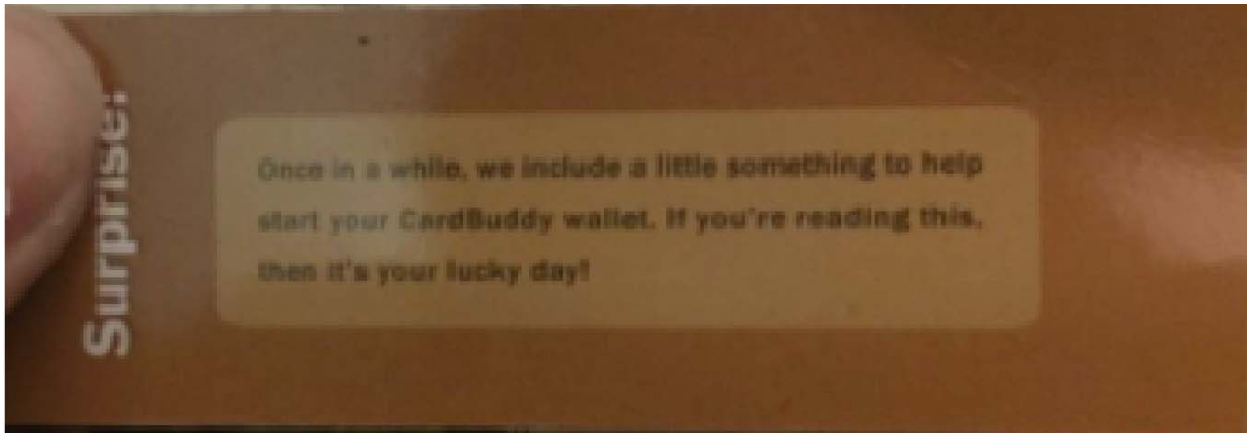 Surprise!
Once in a while, we include a little something to help
start your CardBuddy wallet. If you're reading this,
then it's your lucky day!